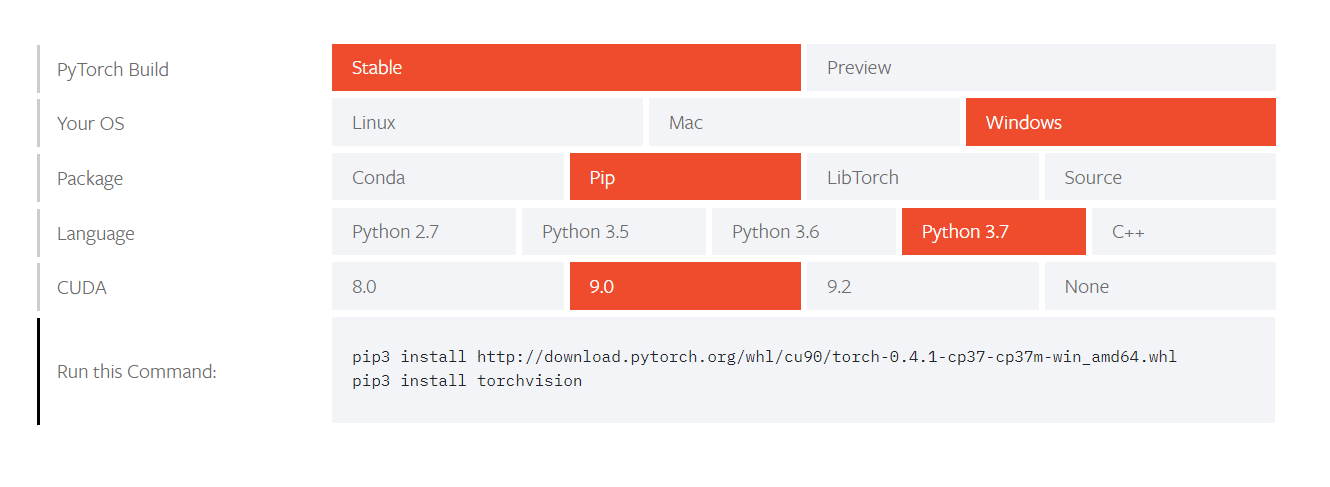 PyTorch Build Stable Preview
Your OS Linux Mac Windows
Package Conda Pip LibTorch Source
Language Python 2.7 Python 3.5 Python 3.6 Python 3.7 C++
CUDA 8.0 9.0 9.2 None
Run this Command:
pip3 install http://download.pytorch.org/whl/cu90/torch-0.4.1-cp37-cp37m-win_amd64.whl
pip3 install torchvision